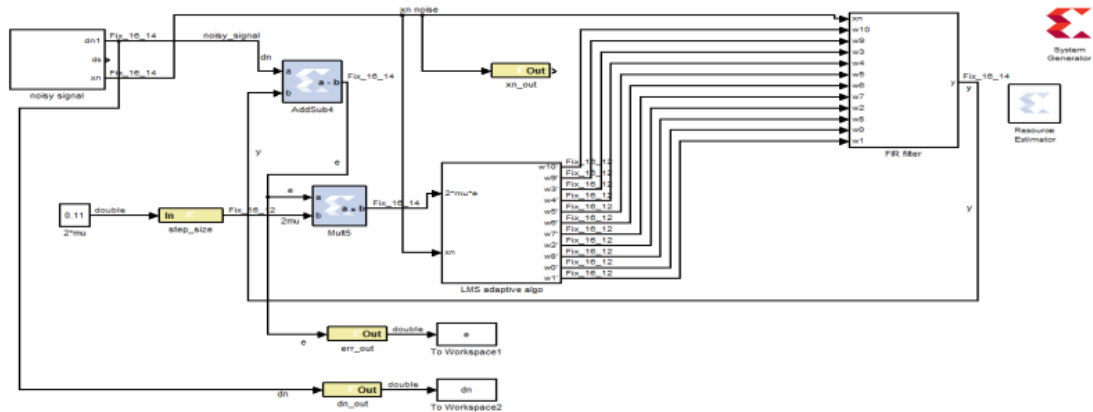 xn noise
dn1
Fix_16_14
ds
xn
Fix_16_14
noisy signal
noisy_signal
dn
a
b
a - b
Fix_16_14
AddSub4
Out
xn_out
xn
w10
w9
w3
w4
w5
w6
w7
w2
w8
w0
w1
y
FIR filter
Fix_16_14
y
System
Generator
Resource
Estimator
y
e
0.11
2*mu
double
In
step_size
Fix_16_12
e
2mu
a
b
a × b
Mult5
Fix_16_14
2*mu*e
xn
w10'
w9'
w3'
w4'
w5'
w6'
w7'
w2'
w8'
w0'
w1'
LMS adaptive algo
Fix_16_12
Fix_16_12
Fix_16_12
Fix_16_12
Fix_16_12
Fix_16_12
Fix_16_12
Fix_16_12
Fix_16_12
Fix_16_12
Fix_16_12
y
e
Out
err_out
double
e
To Workspace1
dn
Out
dn_out
double
dn
To Workspace2